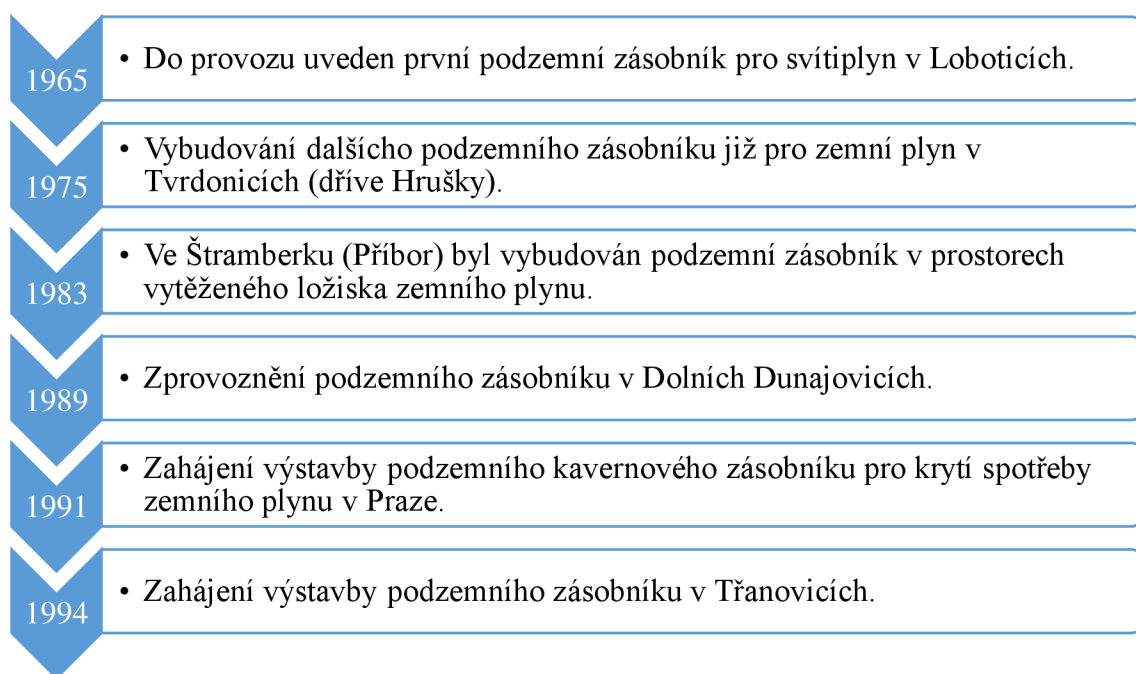 1965
• Do provozu uveden první podzemní zásobník pro svítiplyn v Loboticích.
1975
• Vybudování dalšícho podzemního zásobníku již pro zemní plyn v
Tvrdonicích (dříve Hrušky).
1983
• Ve Štramberku (Příbor) byl vybudován podzemní zásobník v prostorech
vytěženého ložiska zemního plynu.
1989
• Zprovoznění podzemního zásobníku v Dolních Dunajovicích.
1991
• Zahájení výstavby podzemního kavernového zásobníku pro krytí spotřeby
zemního plynu v Praze.
1994
• Zahájení výstavby podzemního zásobníku v Třanovicích.